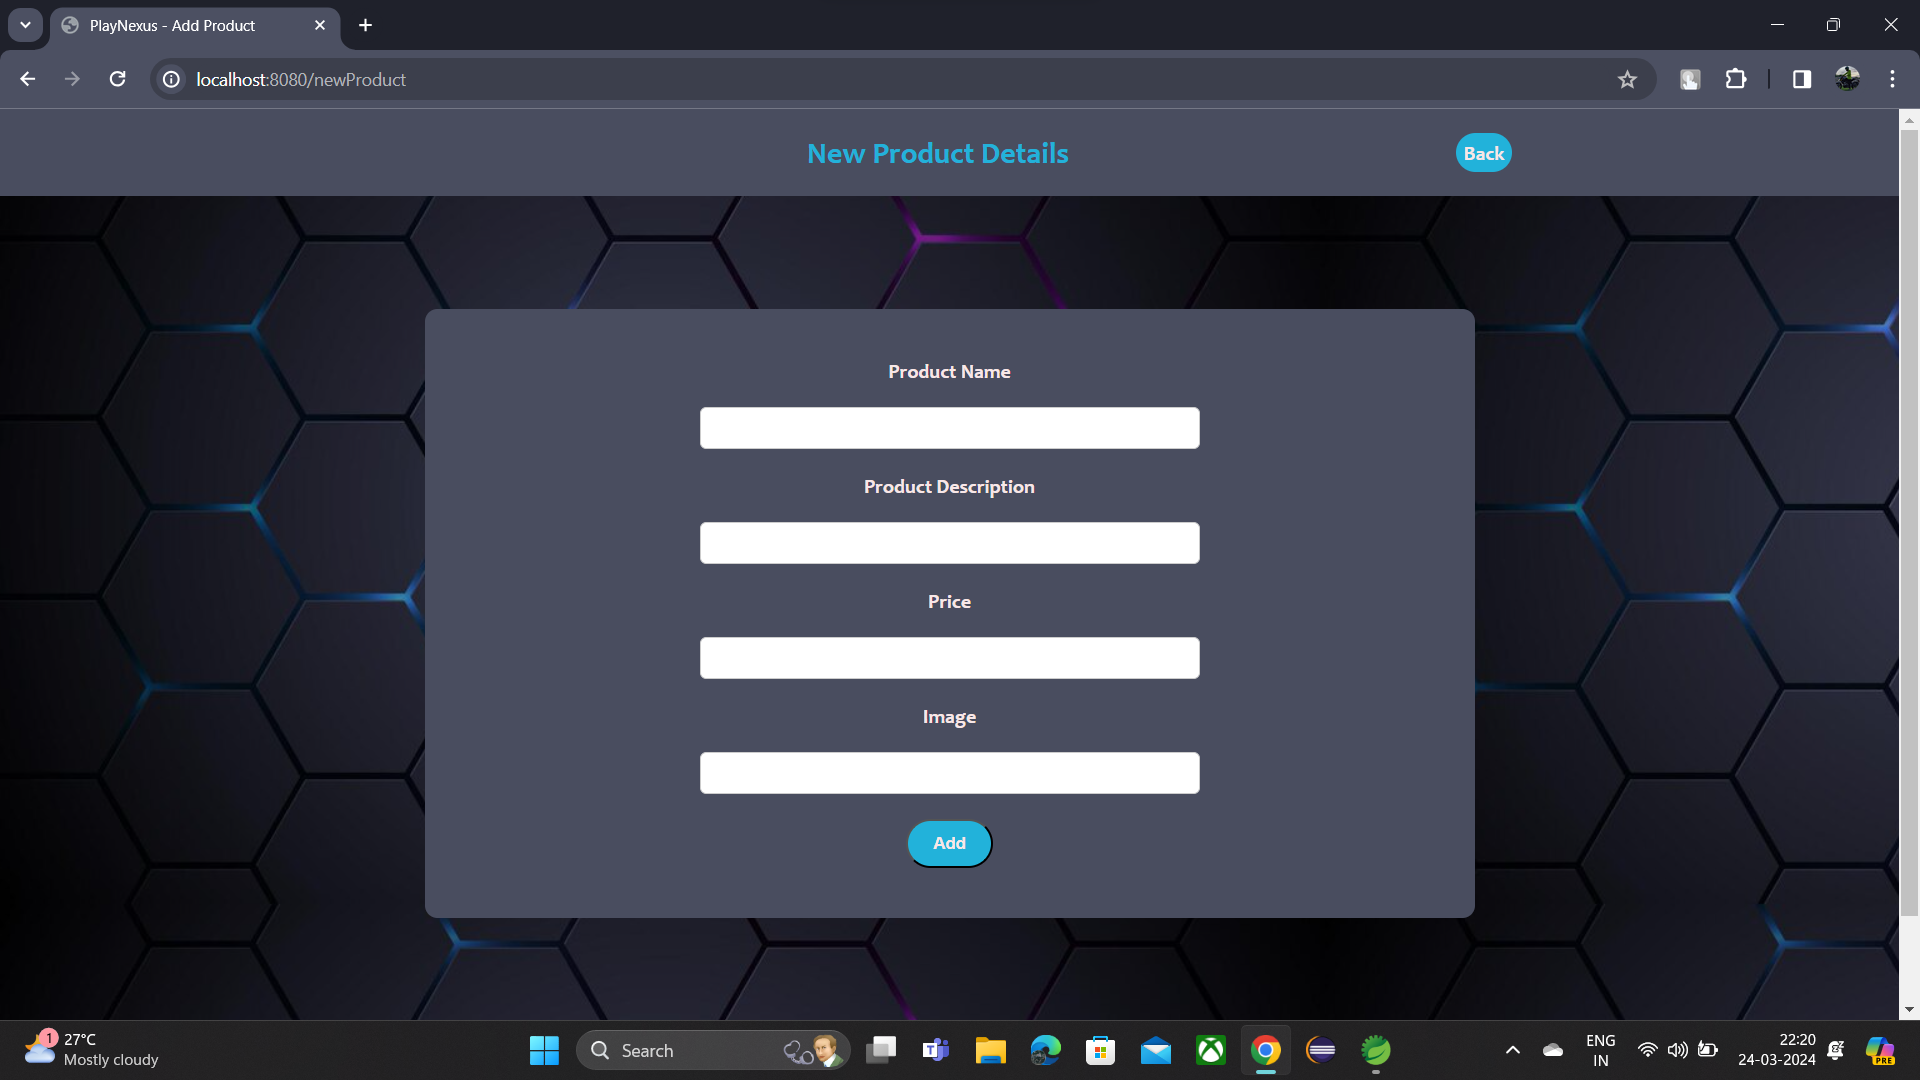 PlayNexus - Add Product
localhost:8080/newProduct
New Product Details
Back
Product Name
Product Description
Price
Image
Add
1
27°C
Mostly cloudy
Search
T
ENG
IN
22:20
24-03-2024
PRE